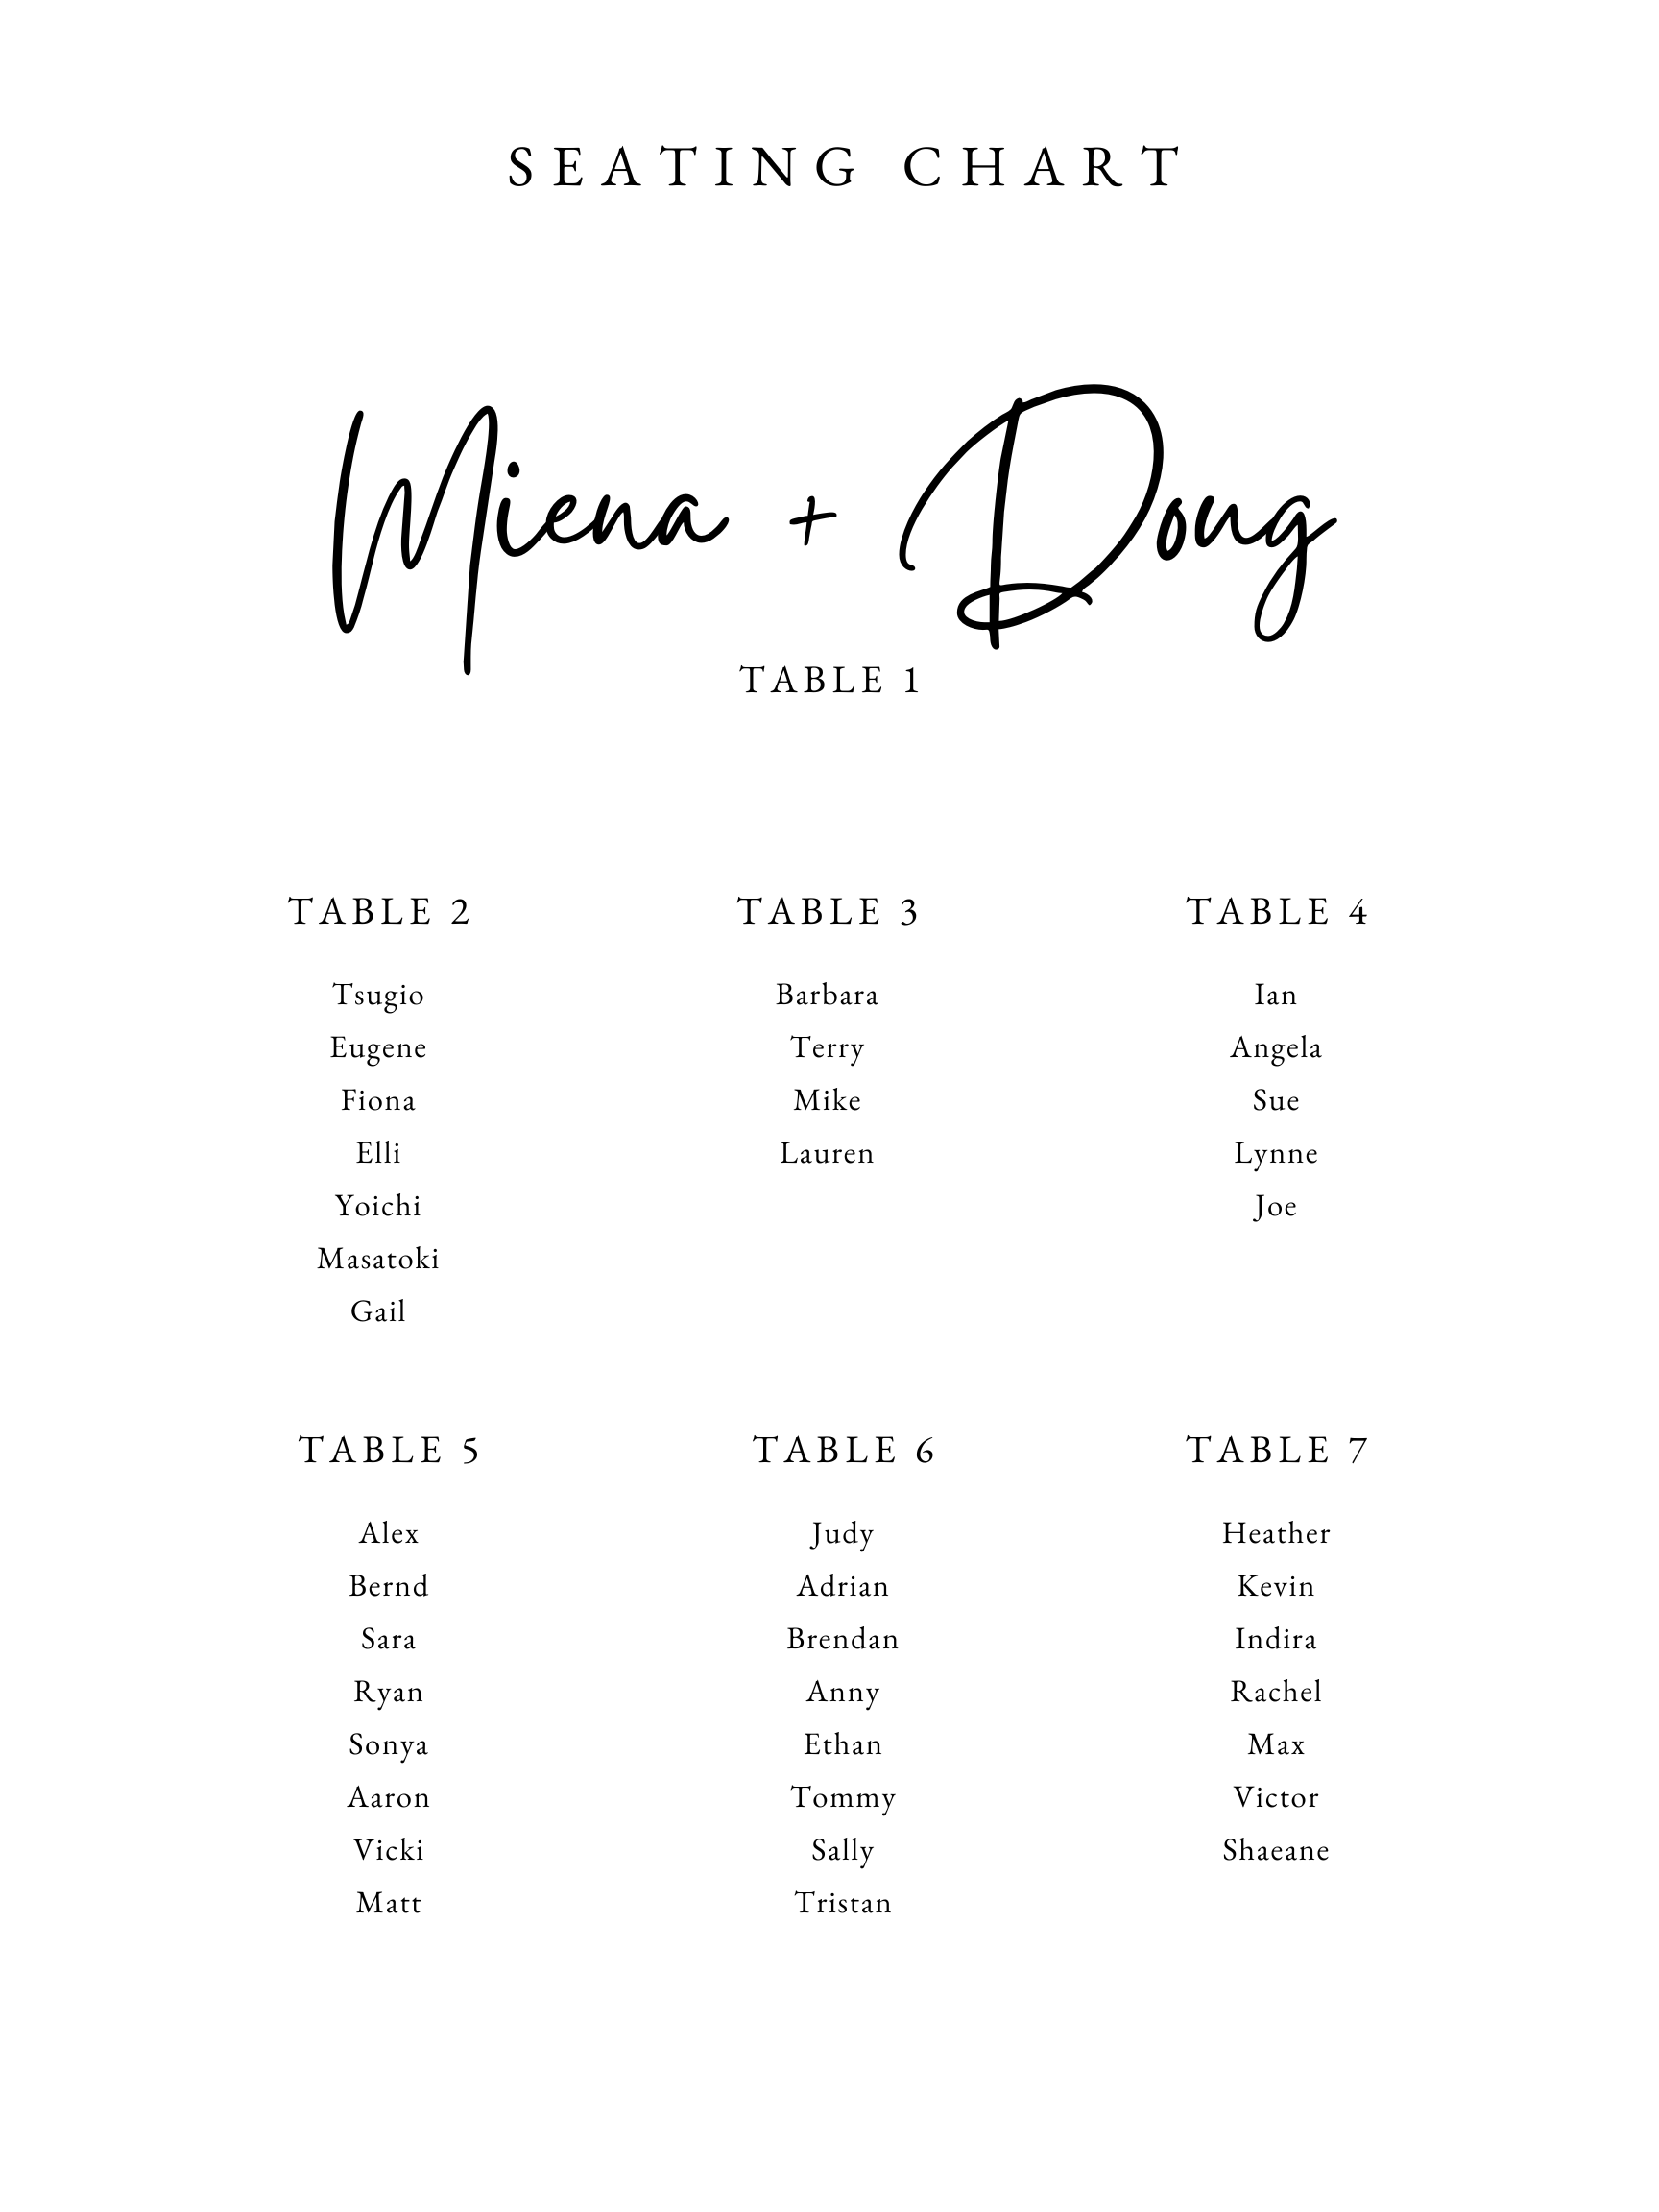 SEATING CHART
Miena + Doug
TABLE 1
TABLE 2
Tsugio
Eugene
Fiona
Elli
Yoichi
Masatoki
Gail
TABLE 3
Barbara
Terry
Mike
Lauren
TABLE 4
Ian
Angela
Sue
Lynne
Joe
TABLE 5
Alex
Bernd
Sara
Ryan
Sonya
Aaron
Vicki
Matt
TABLE 6
Judy
Adrian
Brendan
Anny
Ethan
Tommy
Sally
Tristan
TABLE 7
Heather
Kevin
Indira
Rachel
Max
Victor
Shaeane